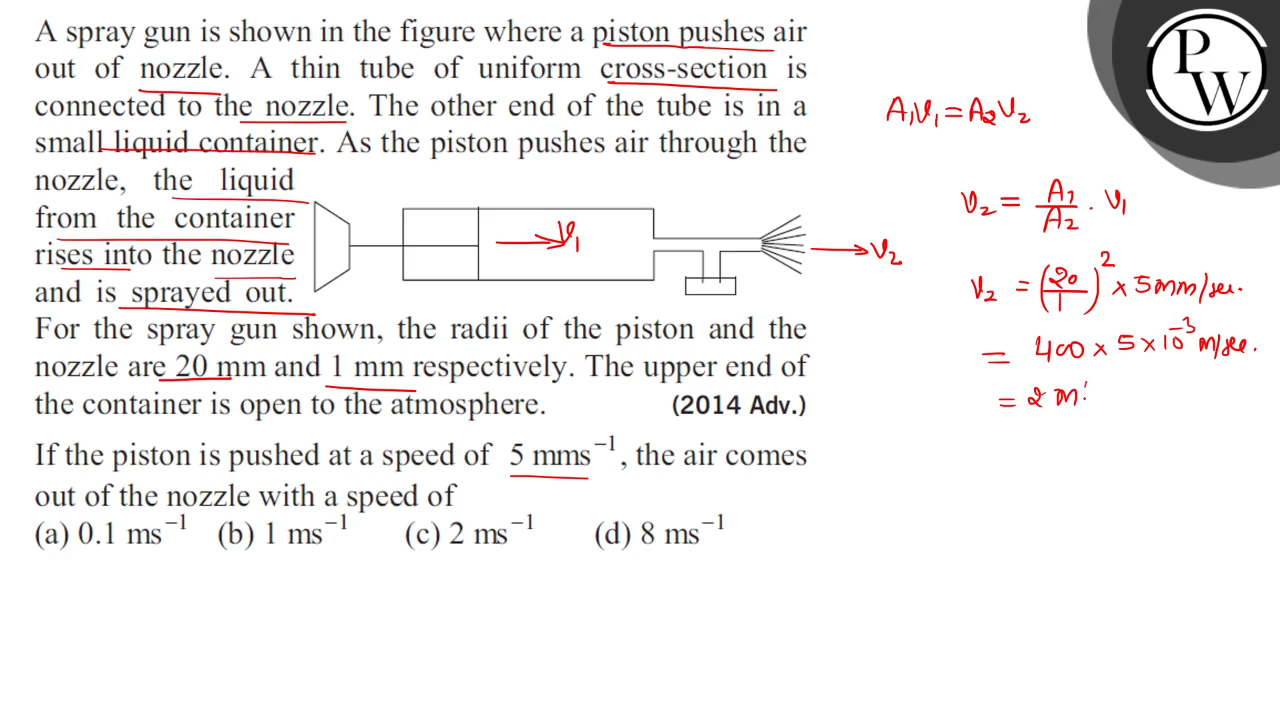 A spray gun is shown in the figure where a piston pushes air
out of nozzle. A thin tube of uniform cross-section is
connected to the nozzle. The other end of the tube is in a
small liquid container. As the piston pushes air through the
nozzle, the liquid
from the container
rises into the nozzle
and is sprayed out.
For the spray gun shown, the radii of the piston and the
nozzle are 20 mm and 1 mm respectively. The upper end of
the container is open to the atmosphere. (2014 Adv.)
If the piston is pushed at a speed of 5 mms⁻¹, the air comes
out of the nozzle with a speed of
(a) 0.1 ms⁻¹ (b) 1 ms⁻¹ (c) 2 ms⁻¹ (d) 8 ms⁻¹
v₁
v₂
PW
A₁v₁ = A₂v₂
v₂ = A₁/A₂ · v₁
v₂ = (20/1)² × 5mm/sec.
= 400 × 5 × 10⁻³ m/sec.
= 2 m